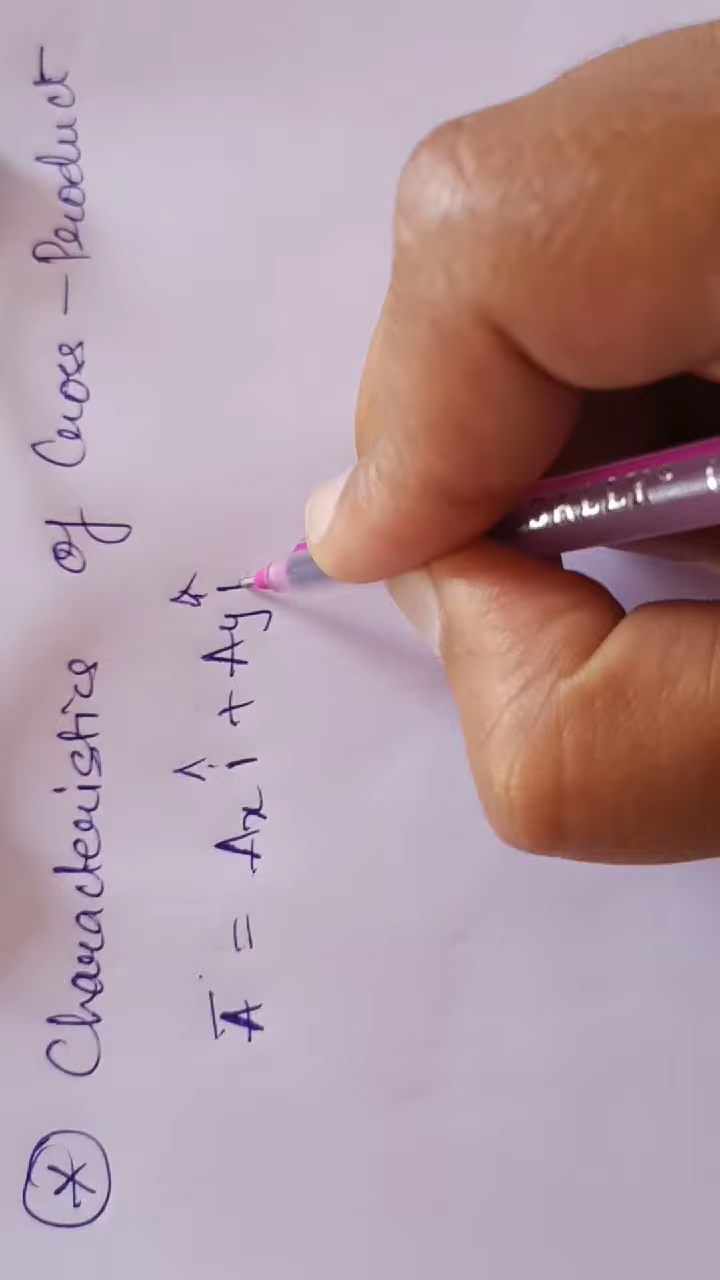 * Characteristics of Cross - Product
A̅ = Ax î + Ay